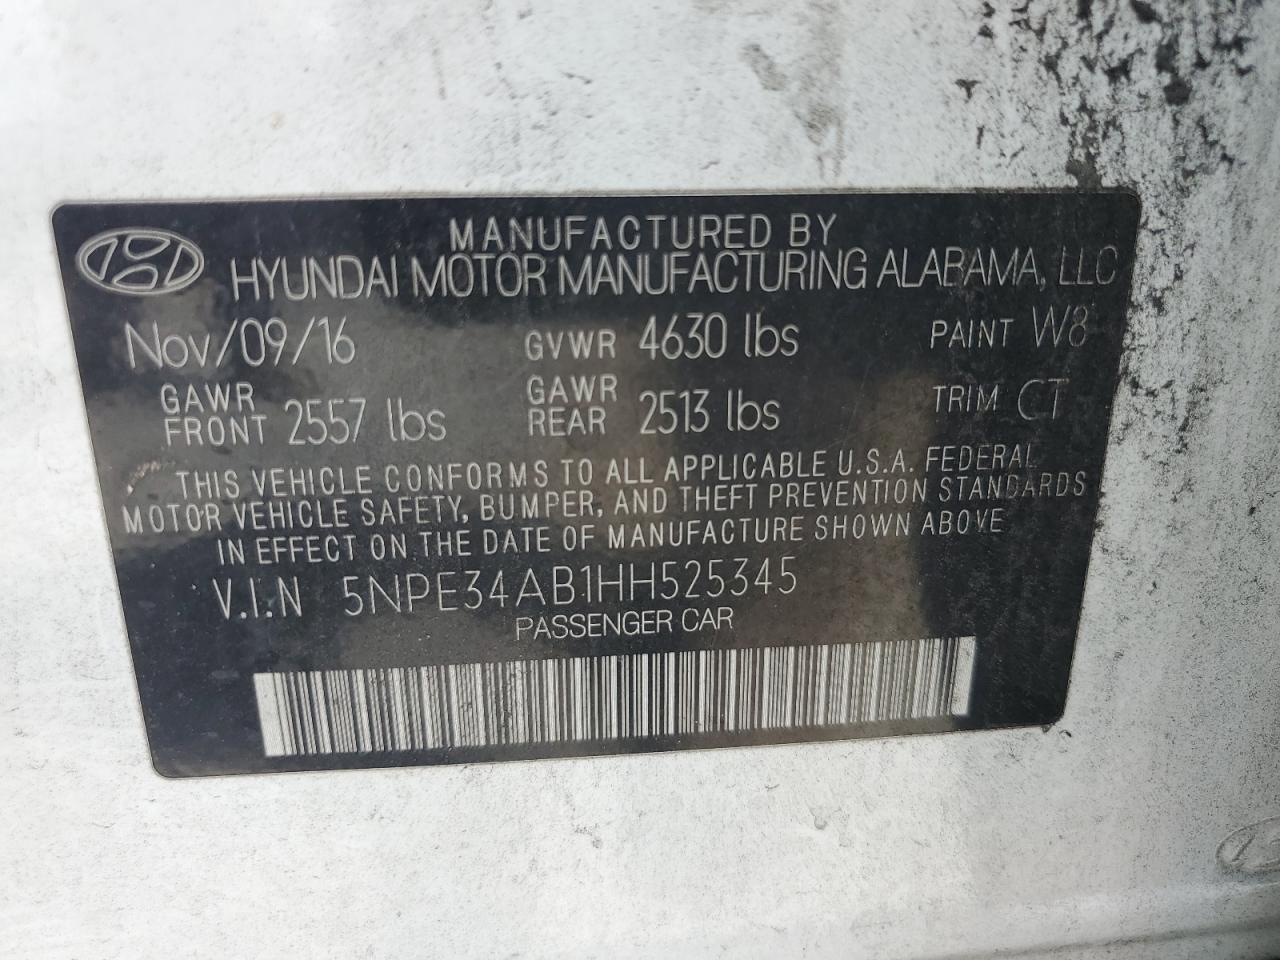 MANUFACTURED BY
HYUNDAI MOTOR MANUFACTURING ALABAMA, LLC
Nov/09/16 GVWR 4630 lbs PAINT W8
GAWR FRONT 2557 lbs GAWR REAR 2513 lbs TRIM CT
THIS VEHICLE CONFORMS TO ALL APPLICABLE U.S.A. FEDERAL
MOTOR VEHICLE SAFETY, BUMPER, AND THEFT PREVENTION STANDARDS
IN EFFECT ON THE DATE OF MANUFACTURE SHOWN ABOVE
V.I.N 5NPE34AB1HH525345
PASSENGER CAR